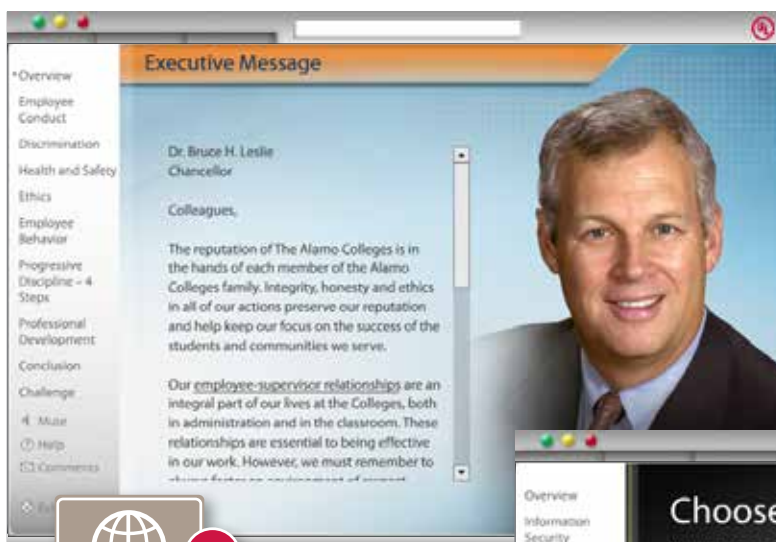 UL
Executive Message
*Overview
Employee
Conduct
Discrimination
Health and Safety
Ethics
Employee
Behavior
Progressive
Discipline – 4
Steps
Professional
Development
Conclusion
Challenge
Mute
Help
Comments
Dr. Bruce H. Leslie
Chancellor
Colleagues,
The reputation of The Alamo Colleges is in
the hands of each member of the Alamo
Colleges family. Integrity, honesty and ethics
in all of our actions preserve our reputation
and help keep our focus on the success of the
students and communities we serve.
Our employee-supervisor relationships are an
integral part of our lives at the Colleges, both
in administration and in the classroom. These
relationships are essential to being effective
in our work. However, we must remember to
Overview
Information
Security
Choose